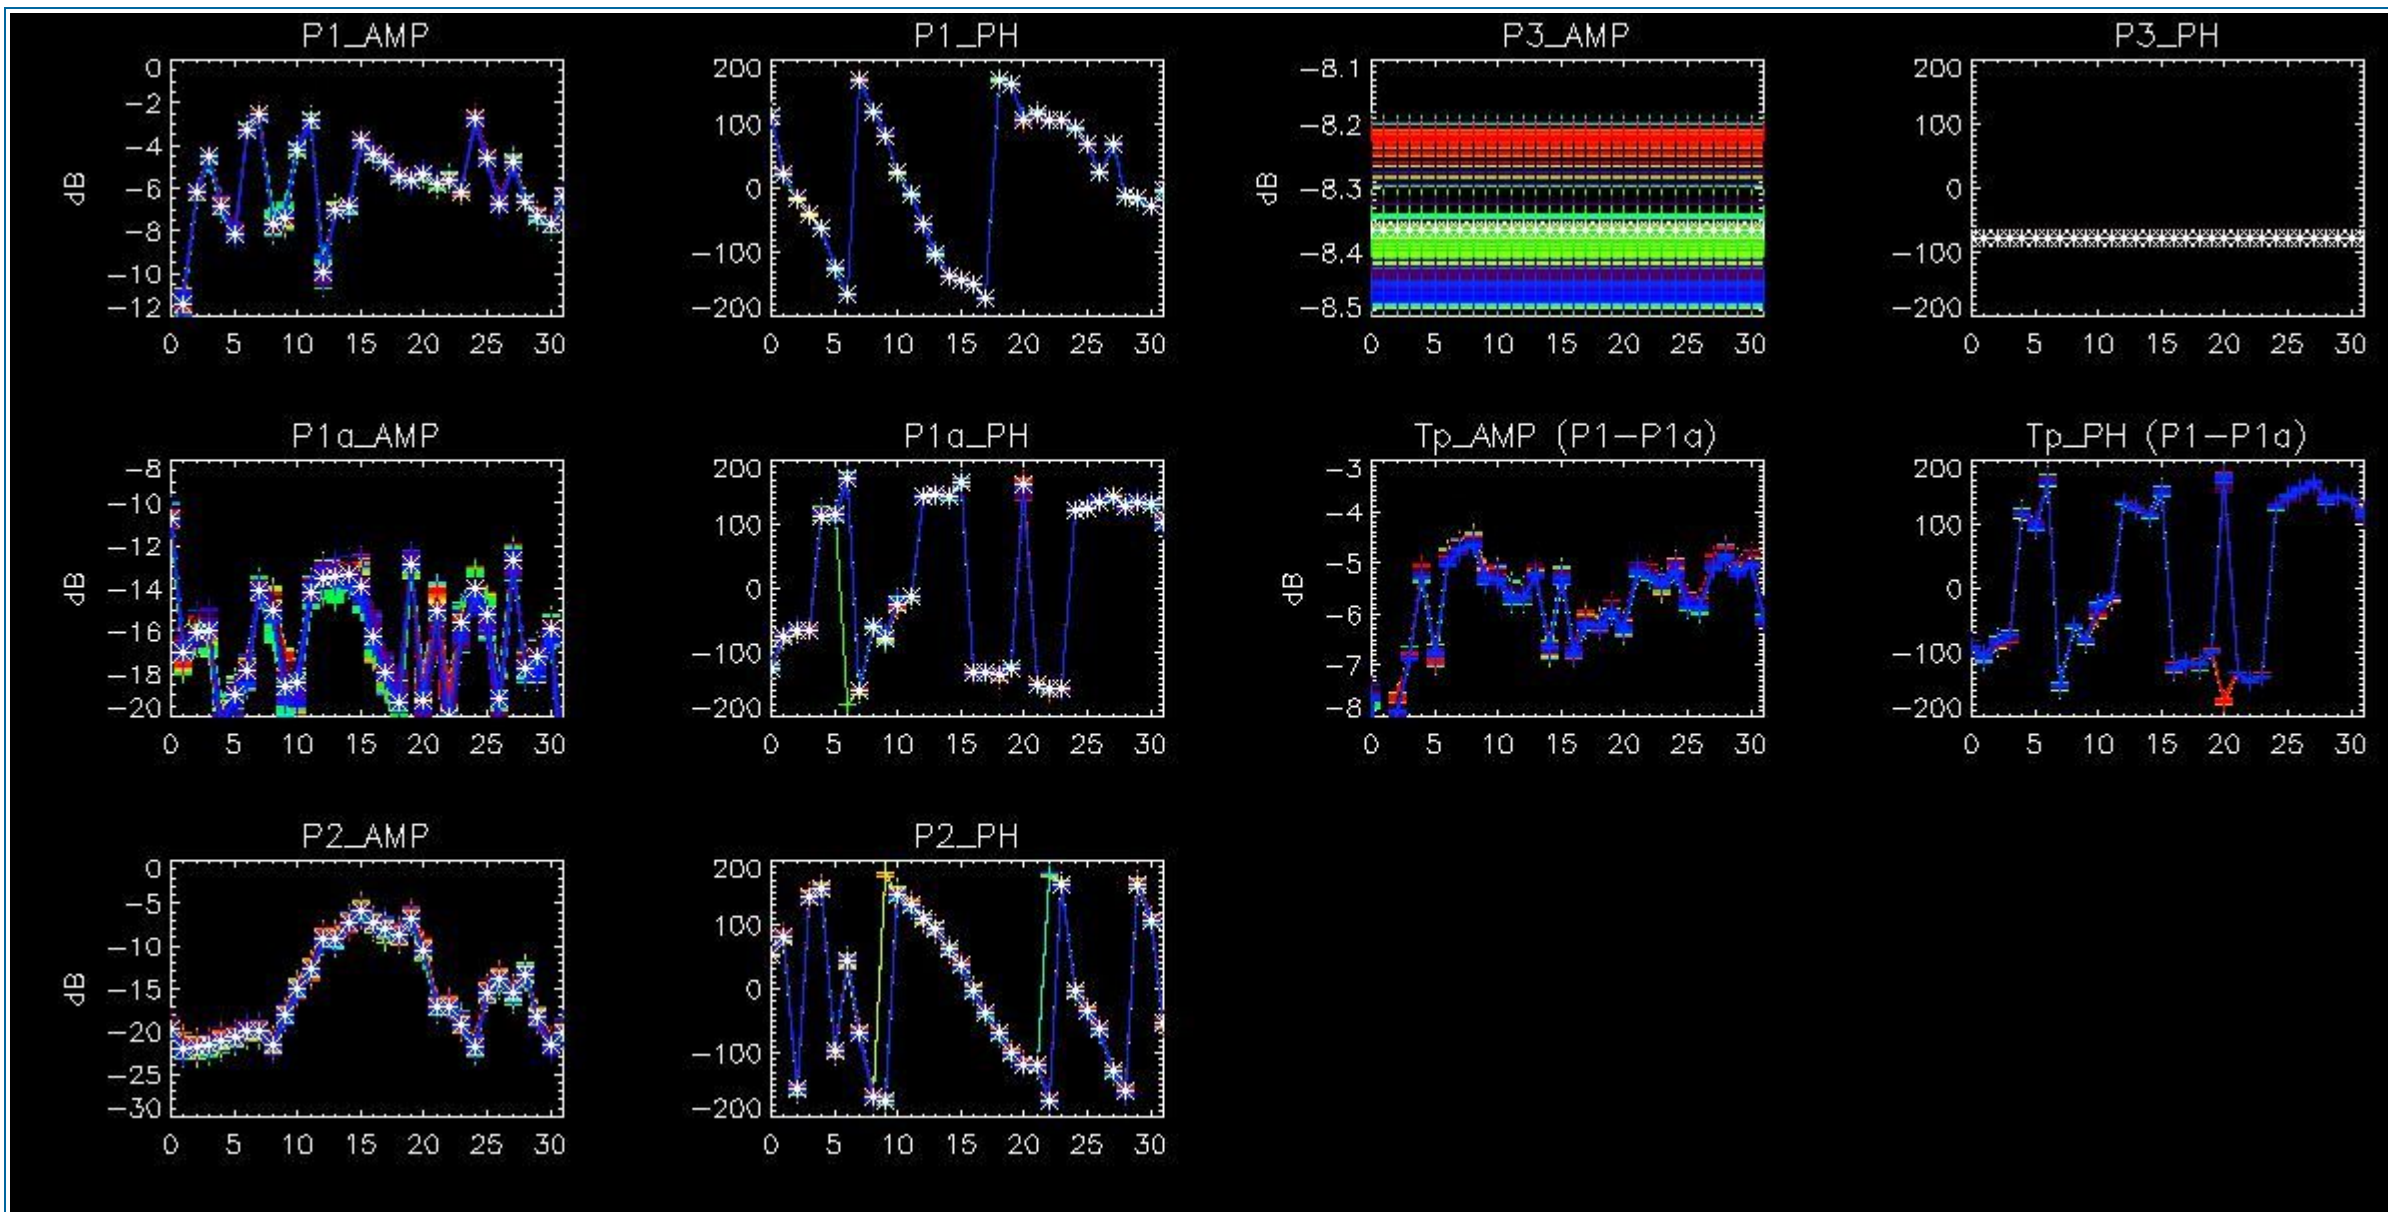 P1_AMP
P1_PH
P3_AMP
P3_PH
0
−2
−4
−6
−8
−10
−12
dB
0 5 10 15 20 25 30
200
100
0
−100
−200
0 5 10 15 20 25 30
−8.1
−8.2
−8.3
−8.4
−8.5
dB
0 5 10 15 20 25 30
200
100
0
−100
−200
0 5 10 15 20 25 30
P1a_AMP
P1a_PH
Tp_AMP (P1−P1a)
Tp_PH (P1−P1a)
−8
−10
−12
−14
−16
−18
−20
dB
0 5 10 15 20 25 30
200
100
0
−100
−200
0 5 10 15 20 25 30
−3
−4
−5
−6
−7
−8
dB
0 5 10 15 20 25 30
200
100
0
−100
−200
0 5 10 15 20 25 30
P2_AMP
P2_PH
0
−5
−10
−15
−20
−25
−30
dB
0 5 10 15 20 25 30
200
100
0
−100
−200
0 5 10 15 20 25 30